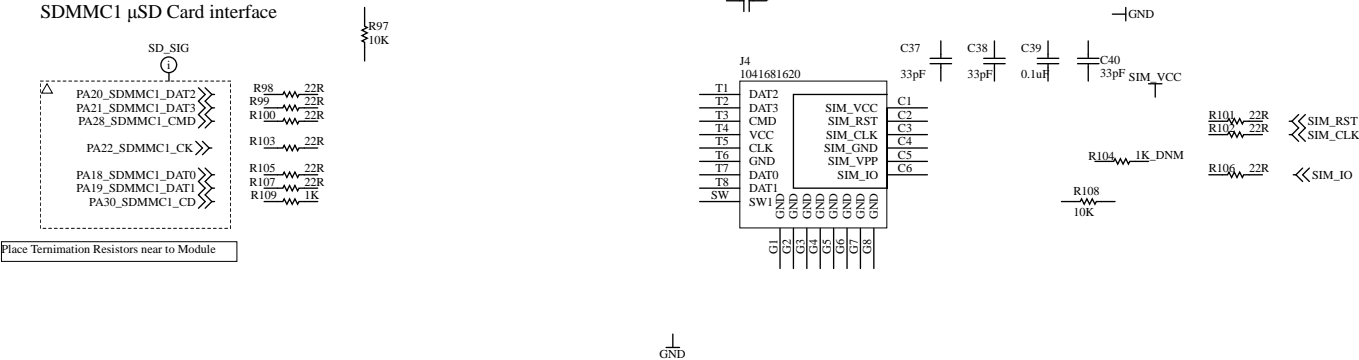 SDMMC1 µSD Card interface
R97
10K
GND
SD_SIG
i
C37
33pF
C38
33pF
C39
0.1uF
C40
33pF
SIM_VCC
J4
1041681620
PA20_SDMMC1_DAT2
R98 22R
PA21_SDMMC1_DAT3
R99 22R
PA28_SDMMC1_CMD
R100 22R
PA22_SDMMC1_CK
R103 22R
PA18_SDMMC1_DAT0
R105 22R
PA19_SDMMC1_DAT1
R107 22R
PA30_SDMMC1_CD
R109 1K
T1 DAT2
T2 DAT3
T3 CMD
T4 VCC
T5 CLK
T6 GND
T7 DAT0
T8 DAT1
SW SW1
SIM_VCC C1
SIM_RST C2
SIM_CLK C3
SIM_GND C4
SIM_VPP C5
SIM_IO C6
GND GND GND GND GND GND GND GND
G1 G2 G3 G4 G5 G6 G7 G8
R101 22R SIM_RST
22R SIM_CLK
R104 1K_DNM
R106 22R SIM_IO
R108
10K
Place Ternimation Resistors near to Module
GND